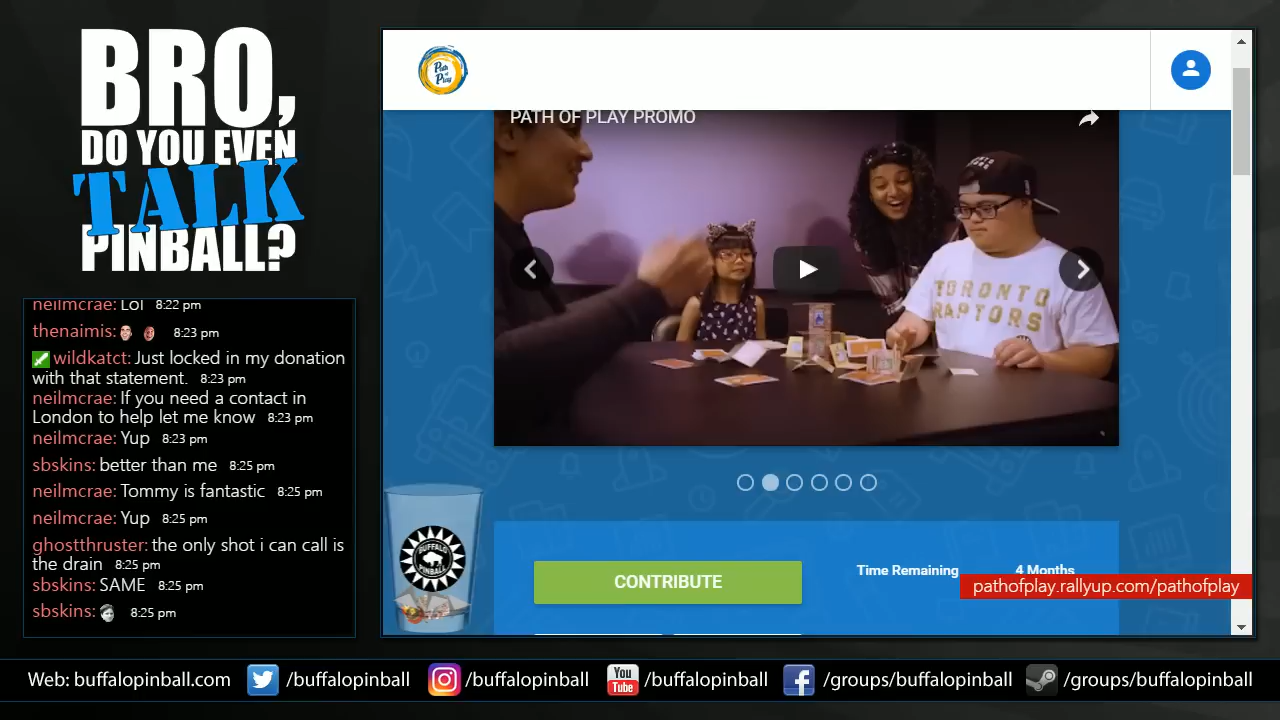 BRO,
DO YOU EVEN
TALK
PINBALL?
neilmcrae: Lol 8:22 pm
thenaimis: 8:23 pm
wildkatct: Just locked in my donation
with that statement. 8:23 pm
neilmcrae: If you need a contact in
London to help let me know 8:23 pm
neilmcrae: Yup 8:23 pm
sbskins: better than me 8:25 pm
neilmcrae: Tommy is fantastic 8:25 pm
neilmcrae: Yup 8:25 pm
ghostthruster: the only shot i can call is
the drain 8:25 pm
sbskins: SAME 8:25 pm
sbskins: 8:25 pm
Path
of
Play
PATH OF PLAY PROMO
TORONTO
RAPTORS
BUFFALO
PINBALL
CONTRIBUTE
Time Remaining 4 Months
pathofplay.rallyup.com/pathofplay
Web: buffalopinball.com /buffalopinball /buffalopinball You Tube /buffalopinball /groups/buffalopinball /groups/buffalopinball